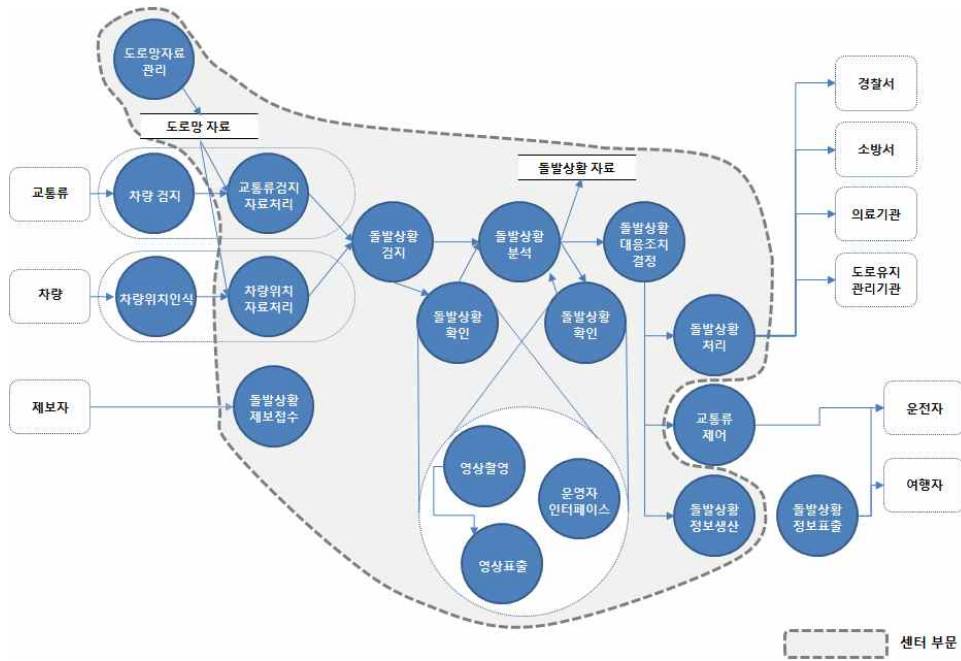 도로망자료
관리
도로망 자료
교통류
차량 검지
교통류검지
자료처리
차량
차량위치인식
차량위치
자료처리
제보자
돌발상황
제보접수
돌발상황
검지
돌발상황
확인
돌발상황 자료
돌발상황
분석
돌발상황
확인
돌발상황
대응조치
결정
영상촬영
운영자
인터페이스
영상표출
돌발상황
처리
교통류
제어
돌발상황
정보생산
돌발상황
정보표출
경찰서
소방서
의료기관
도로유지
관리기관
운전자
여행자
센터 부문